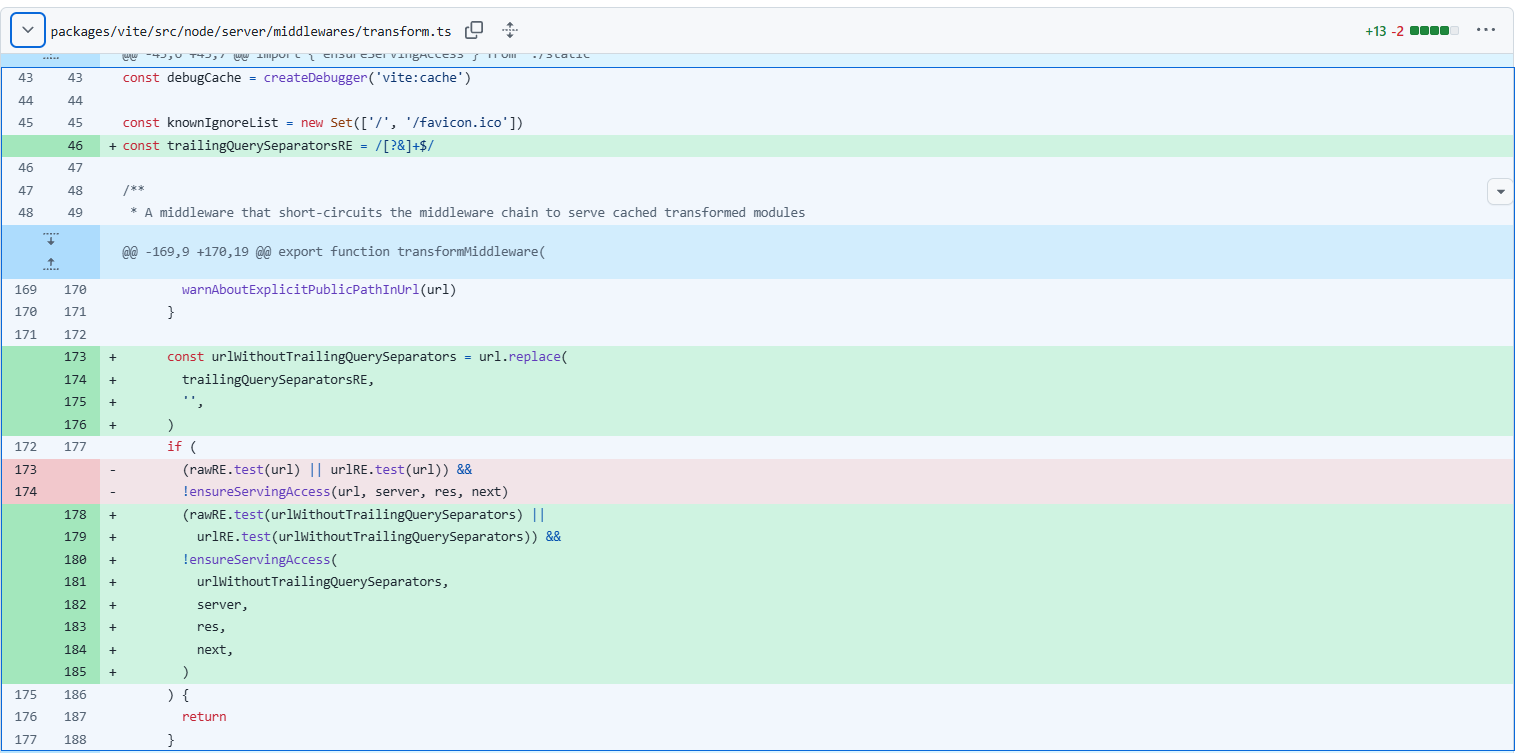 packages/vite/src/node/server/middlewares/transform.ts +13 -2
@@ -43,6 +43,7 @@ import { ensureServingAccess } from './static'
43 43 const debugCache = createDebugger('vite:cache')
44 44
45 45 const knownIgnoreList = new Set(['/', '/favicon.ico'])
46 + const trailingQuerySeparatorsRE = /[?&]+$/
46 47
47 48 /**
48 49 * A middleware that short-circuits the middleware chain to serve cached transformed modules
@@ -169,9 +170,19 @@ export function transformMiddleware(
169 170 warnAboutExplicitPublicPathInUrl(url)
170 171 }
171 172
173 + const urlWithoutTrailingQuerySeparators = url.replace(
174 + trailingQuerySeparatorsRE,
175 + '',
176 + )
172 177 if (
173 - (rawRE.test(url) || urlRE.test(url)) &&
174 - !ensureServingAccess(url, server, res, next)
178 + (rawRE.test(urlWithoutTrailingQuerySeparators) ||
179 + urlRE.test(urlWithoutTrailingQuerySeparators)) &&
180 + !ensureServingAccess(
181 + urlWithoutTrailingQuerySeparators,
182 + server,
183 + res,
184 + next,
185 + )
175 186 ) {
176 187 return
177 188 }